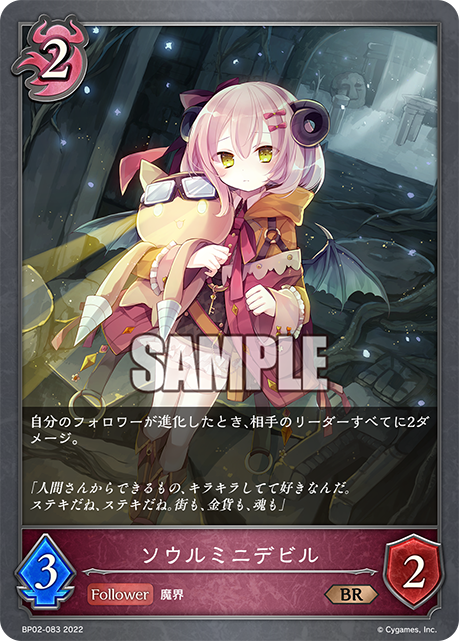 2
SAMPLE
自分のフォロワーが進化したとき、相手のリーダーすべてに2ダ
メージ。
「人間さんからできるもの、キラキラしてて好きなんだ。
ステキだね、ステキだね。街も、金貨も、魂も」
ソウルミニデビル
3
Follower 魔界
BR
2
BP02-083 2022
© Cygames, Inc.